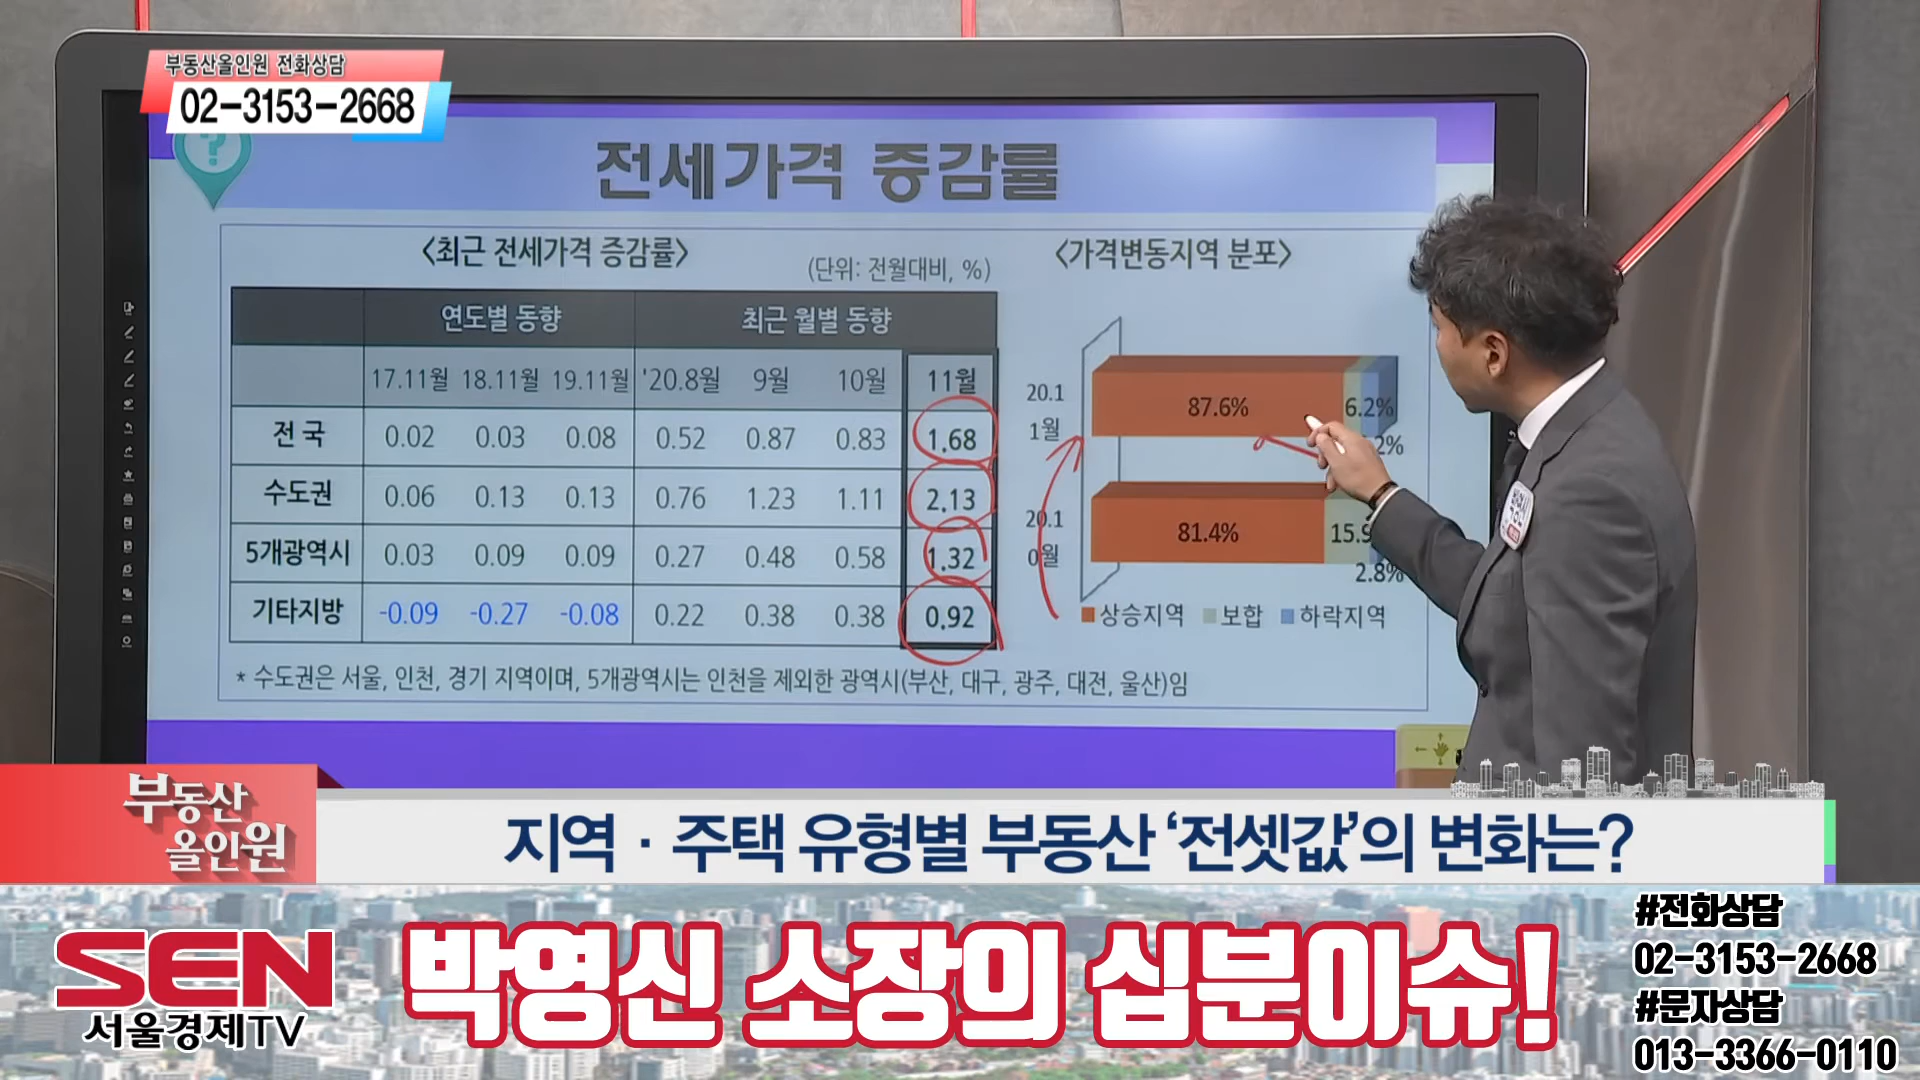 부동산올인원 전화상담
02-3153-2668
?
전세가격 증감률
<최근 전세가격 증감률>
(단위: 전월대비, %)
연도별 동향 최근 월별 동향
17.11월 18.11월 19.11월 '20.8월 9월 10월 11월
전 국 0.02 0.03 0.08 0.52 0.87 0.83 1.68
수도권 0.06 0.13 0.13 0.76 1.23 1.11 2.13
5개광역시 0.03 0.09 0.09 0.27 0.48 0.58 1.32
기타지방 -0.09 -0.27 -0.08 0.22 0.38 0.38 0.92
<가격변동지역 분포>
20.1
1월
87.6% 6.2%
2%
20.1
0월
81.4% 15.9
2.8%
상승지역 보합 하락지역
* 수도권은 서울, 인천, 경기 지역이며, 5개광역시는 인천을 제외한 광역시(부산, 대구, 광주, 대전, 울산)임
부동산
올인원
지역 · 주택 유형별 부동산 ‘전셋값’의 변화는?
SEN
서울경제TV
박영신 소장의 십분이슈!
#전화상담
02-3153-2668
#문자상담
013-3366-0110